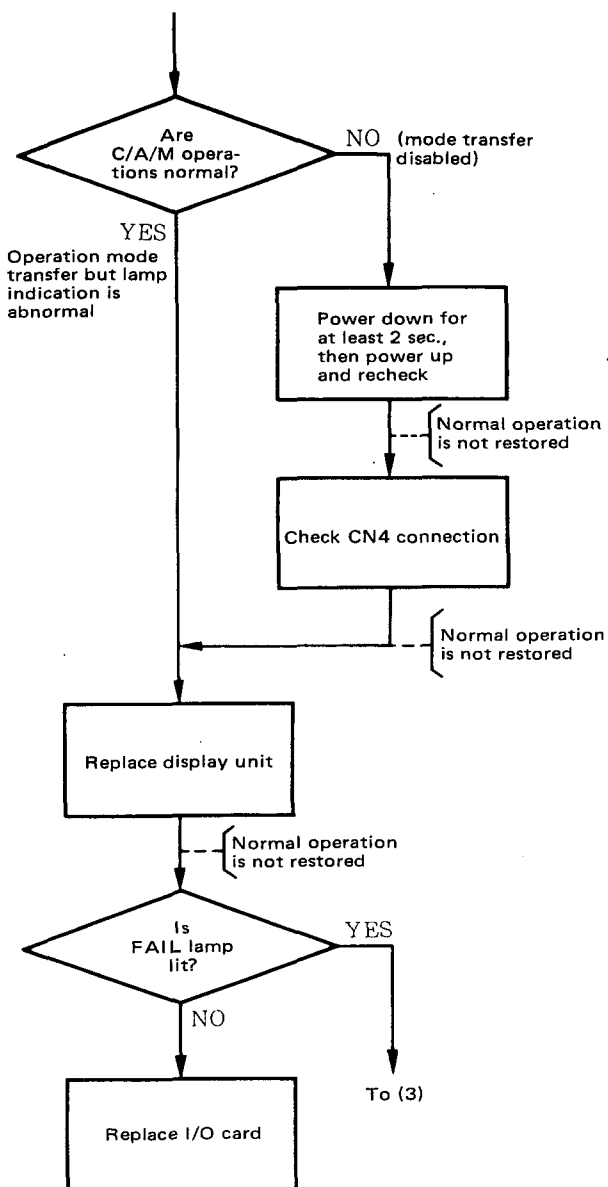 Are
C/A/M opera-
tions normal?
NO (mode transfer
disabled)
YES
Operation mode
transfer but lamp
indication is
abnormal
Power down for
at least 2 sec.,
then power up
and recheck
Normal operation
is not restored
Check CN4 connection
Normal operation
is not restored
Replace display unit
Normal operation
is not restored
Is
FAIL lamp
lit?
YES
NO
To (3)
Replace I/O card